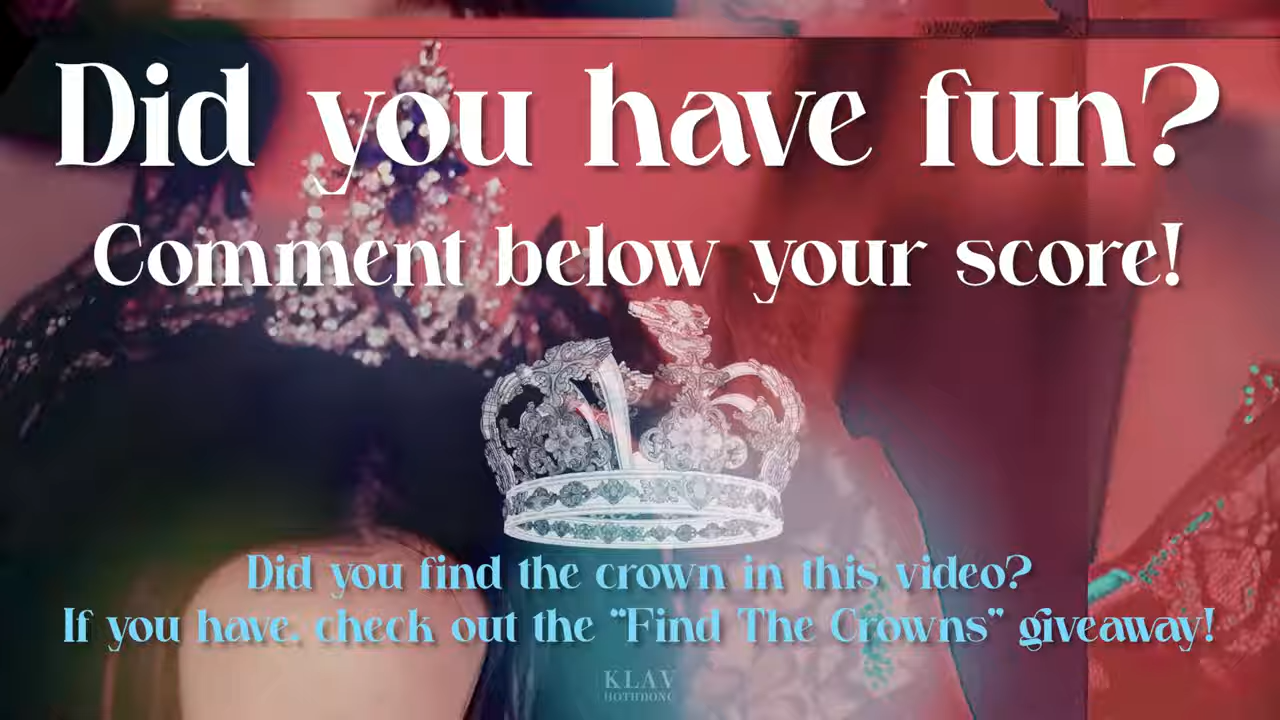 Did you have fun?
Comment below your score!
Did you find the crown in this video?
If you have, check out the "Find The Crowns" giveaway!
KLAV